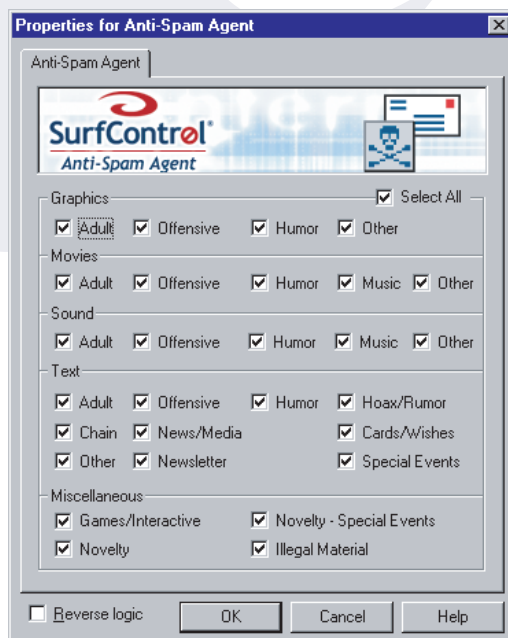 Properties for Anti-Spam Agent
Anti-Spam Agent
SurfControl
Anti-Spam Agent
Graphics Select All
Adult Offensive Humor Other
Movies
Adult Offensive Humor Music Other
Sound
Adult Offensive Humor Music Other
Text
Adult Offensive Humor Hoax/Rumor
Chain News/Media Cards/Wishes
Other Newsletter Special Events
Miscellaneous
Games/Interactive Novelty - Special Events
Novelty Illegal Material
Reverse logic OK Cancel Help